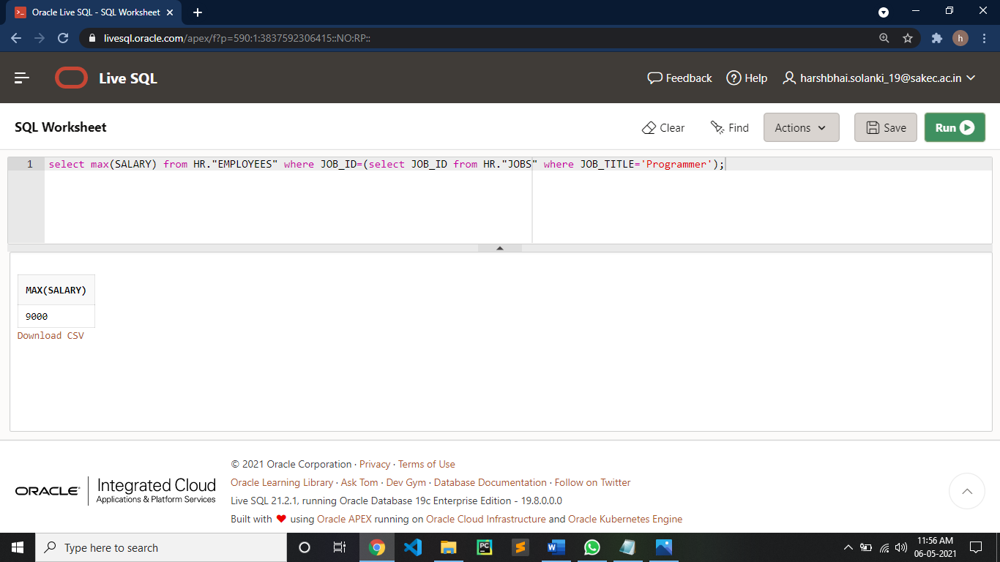 Oracle Live SQL - SQL Worksheet
livesql.oracle.com/apex/f?p=590:1:3837592306415::NO:RP::
h
Live SQL
Feedback
Help
harshbhai.solanki_19@sakec.ac.in
SQL Worksheet
Clear
Find
Actions
Save
Run
1 select max(SALARY) from HR."EMPLOYEES" where JOB_ID=(select JOB_ID from HR."JOBS" where JOB_TITLE='Programmer');
MAX(SALARY)
9000
Download CSV
ORACLE
Integrated Cloud
Applications & Platform Services
© 2021 Oracle Corporation · Privacy · Terms of Use
Oracle Learning Library · Ask Tom · Dev Gym · Database Documentation · Follow on Twitter
Live SQL 21.2.1, running Oracle Database 19c Enterprise Edition - 19.8.0.0.0
Built with ❤ using Oracle APEX running on Oracle Cloud Infrastructure and Oracle Kubernetes Engine
Type here to search
PC
11:56 AM
06-05-2021